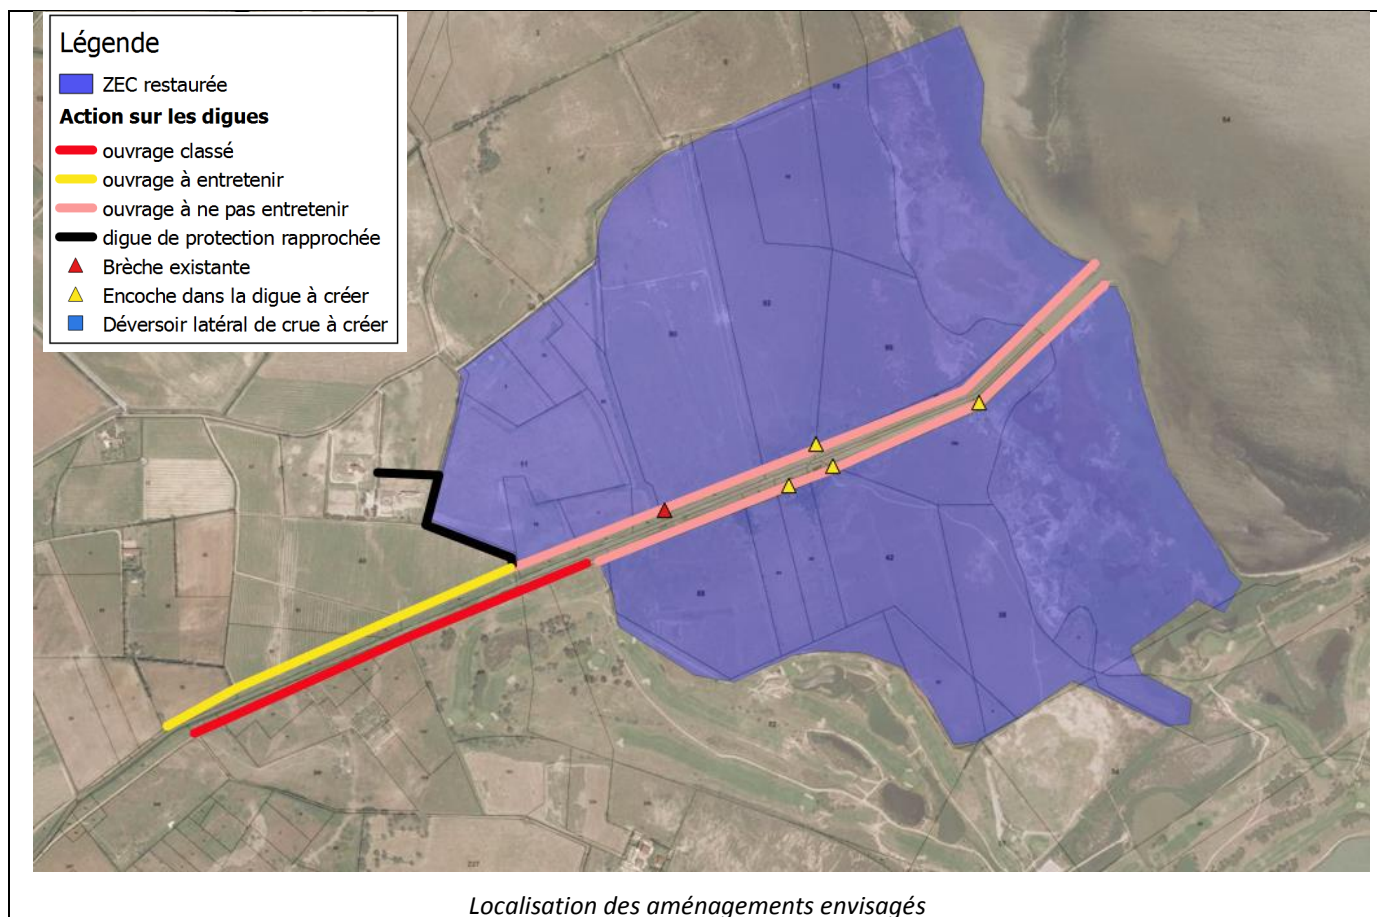 Légende
ZEC restaurée
Action sur les digues
ouvrage classé
ouvrage à entretenir
ouvrage à ne pas entretenir
digue de protection rapprochée
Brèche existante
Encoche dans la digue à créer
Déversoir latéral de crue à créer
Localisation des aménagements envisagés